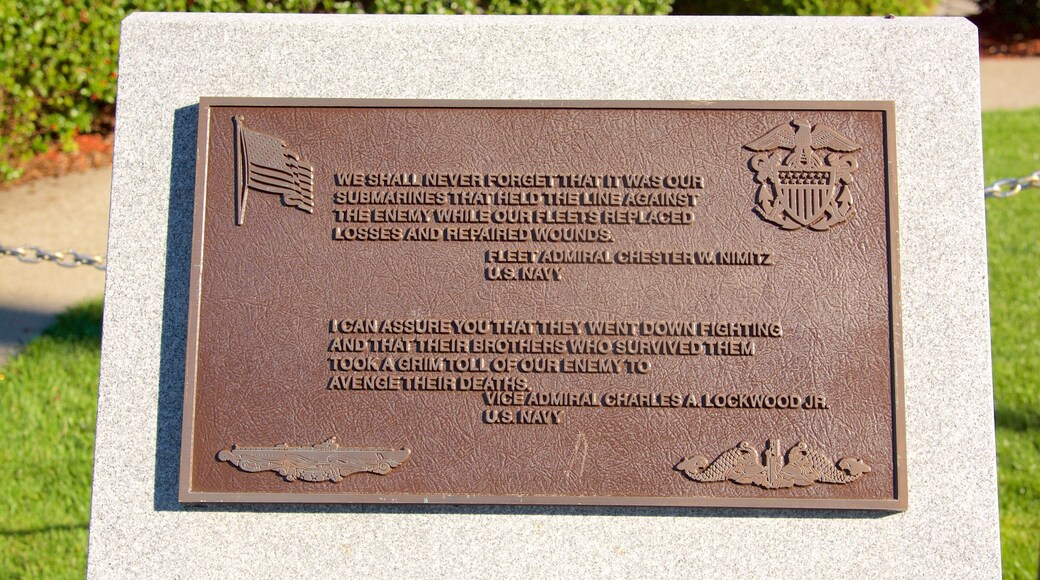 WE SHALL NEVER FORGET THAT IT WAS OUR
SUBMARINES THAT HELD THE LINE AGAINST
THE ENEMY WHILE OUR FLEETS REPLACED
LOSSES AND REPAIRED WOUNDS.
FLEET ADMIRAL CHESTER W. NIMITZ
U.S. NAVY
I CAN ASSURE YOU THAT THEY WENT DOWN FIGHTING
AND THAT THEIR BROTHERS WHO SURVIVED THEM
TOOK A GRIM TOLL OF OUR ENEMY TO
AVENGE THEIR DEATHS.
VICE ADMIRAL CHARLES A. LOCKWOOD JR.
U.S. NAVY